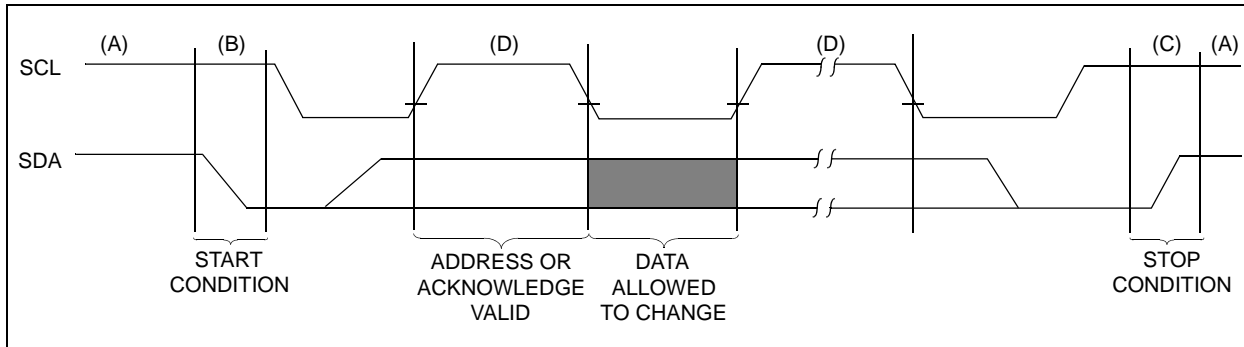 (A) (B) (D) (D) (C) (A)
SCL
SDA
START
CONDITION
ADDRESS OR
ACKNOWLEDGE
VALID
DATA
ALLOWED
TO CHANGE
STOP
CONDITION